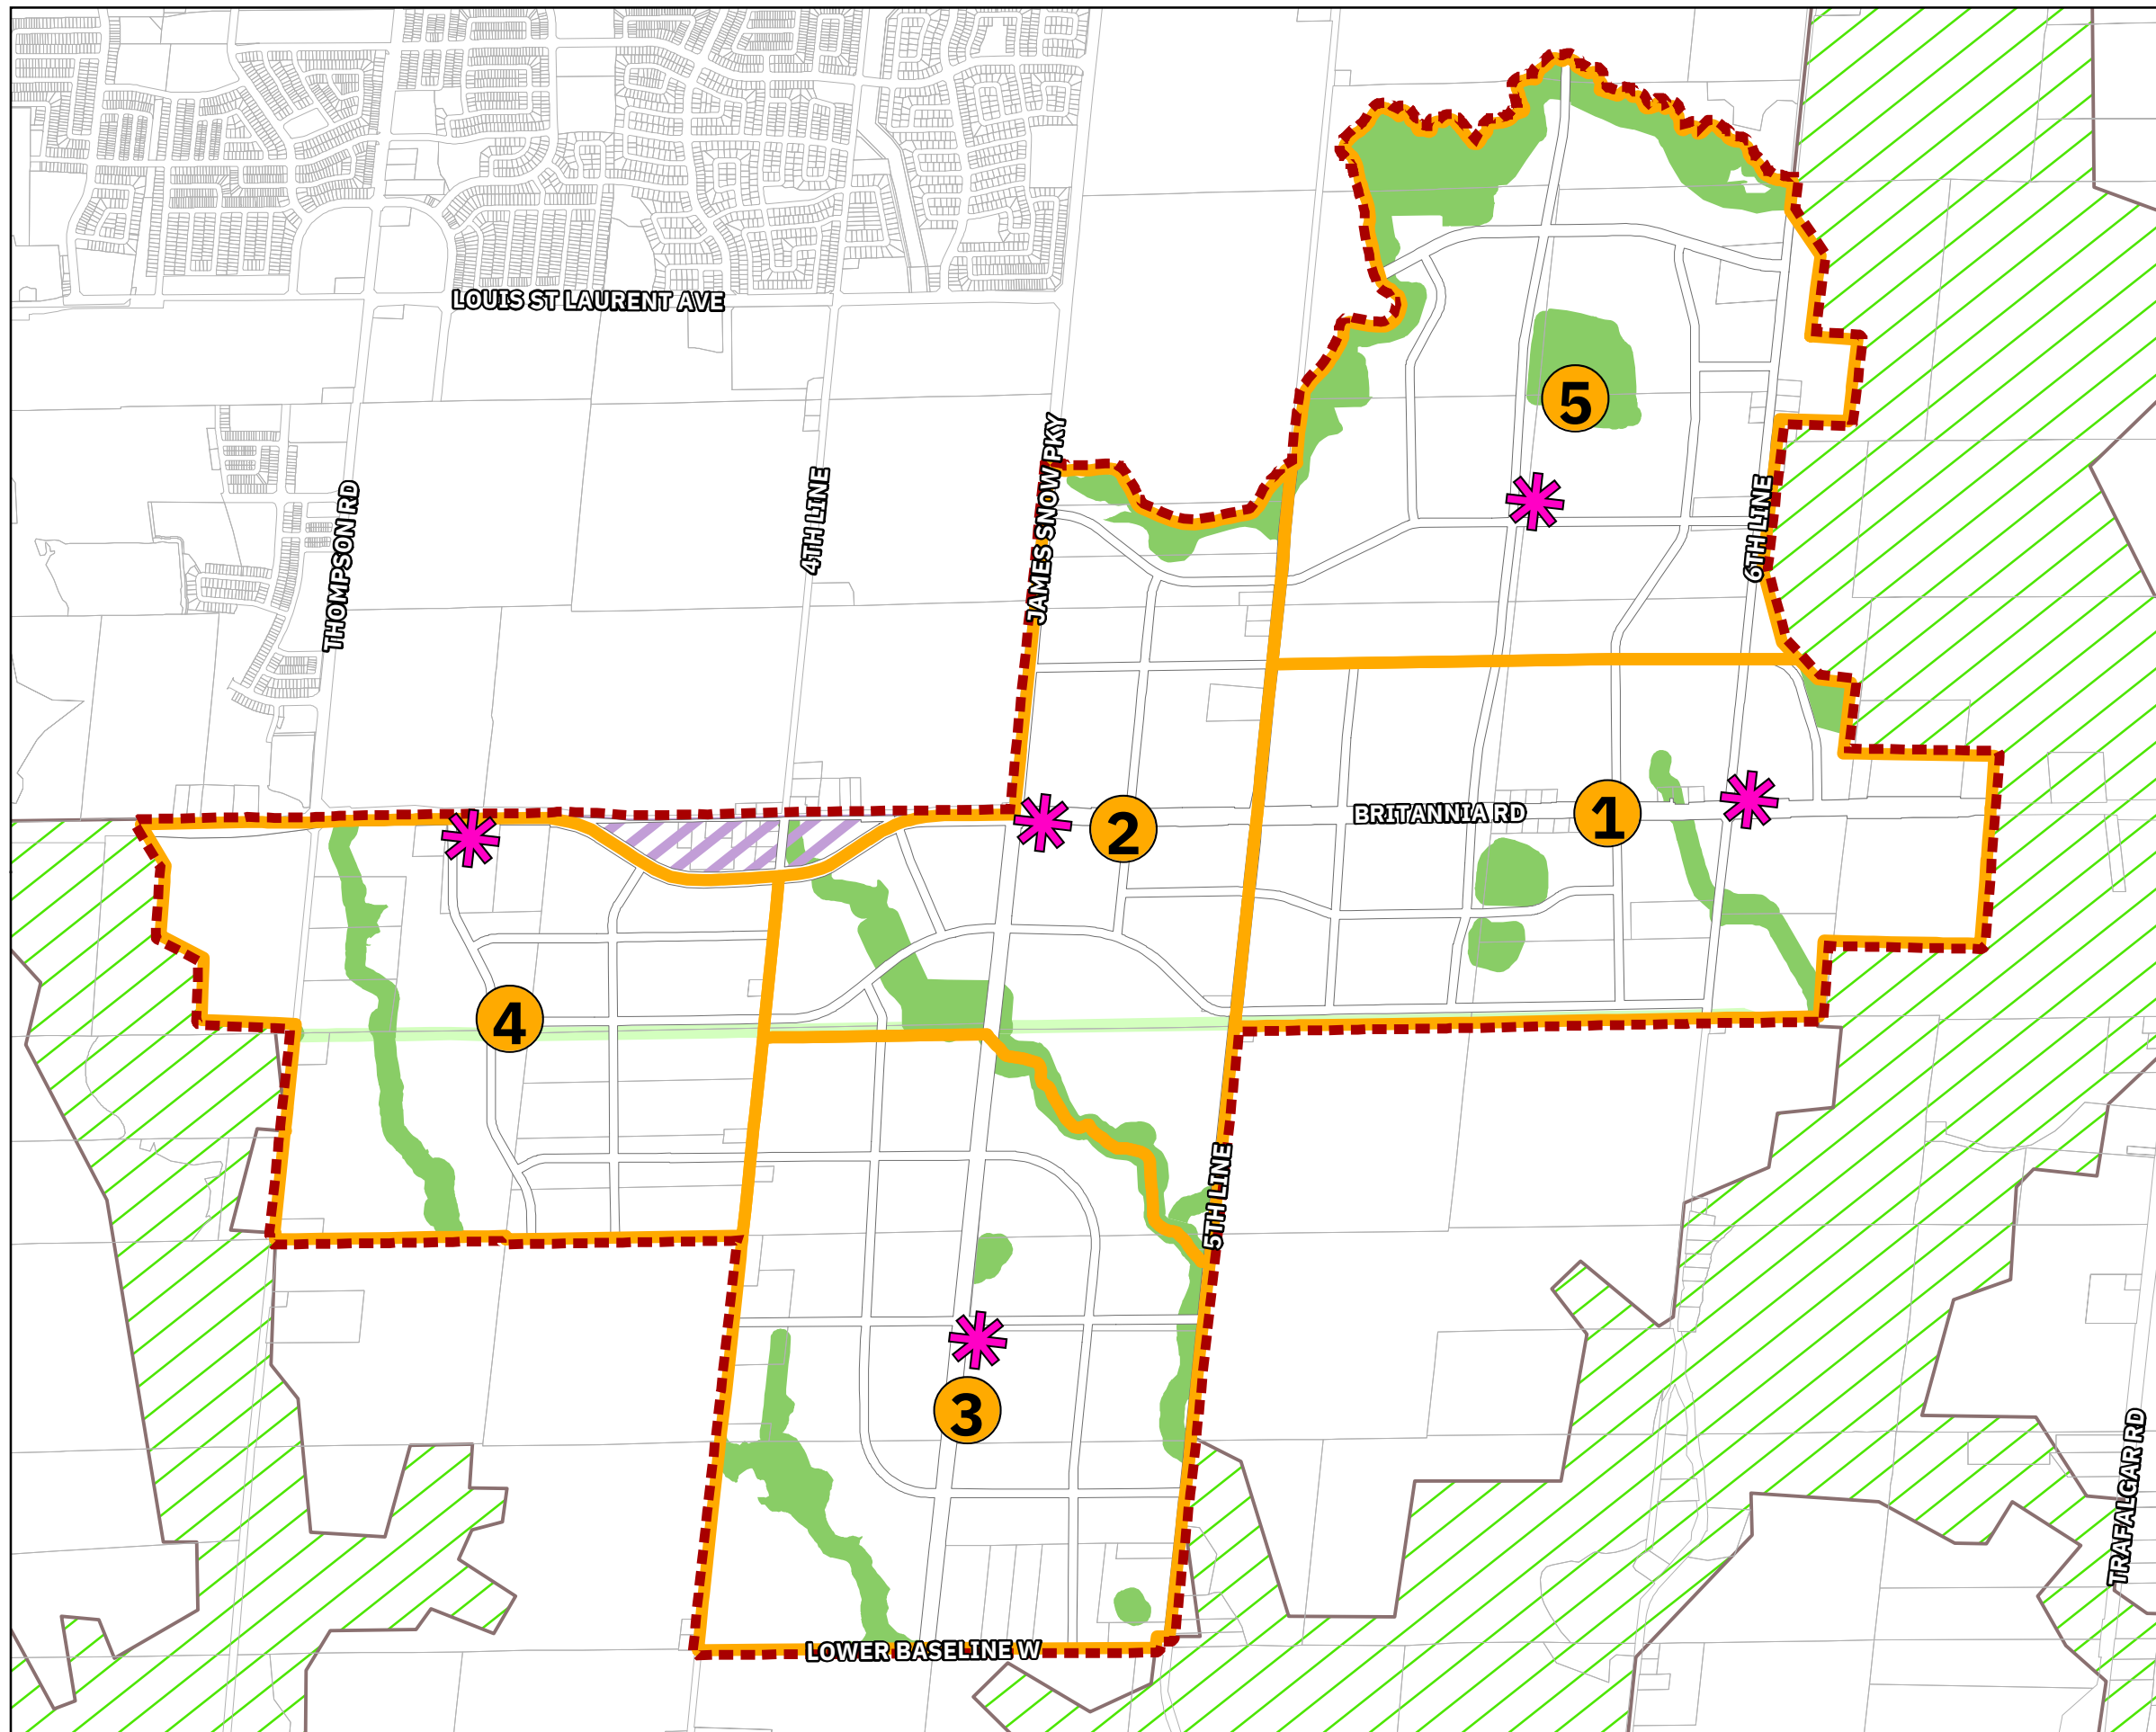 LOUIS ST LAURENT AVE
5
JAMES SNOW PKY
4TH LINE
THOMPSON RD
6TH LINE
BRITANNIA RD
1
2
4
5TH LINE
3
TRAFALGAR RD
LOWER BASELINE W